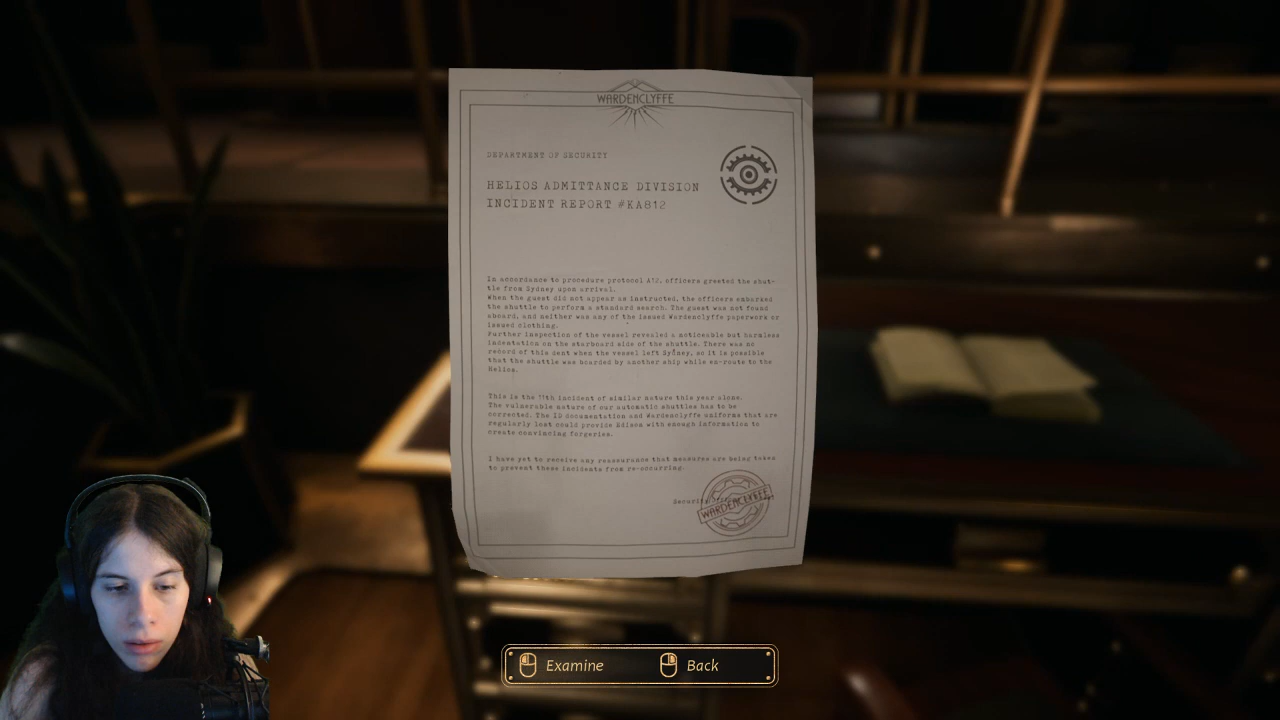 WARDENCLYFFE
DEPARTMENT OF SECURITY
HELIOS ADMITTANCE DIVISION
INCIDENT REPORT #KA812
In accordance to procedure protocol A72, officers greeted the shut-
tle from Sydney upon arrival.
When the guest did not appear as instructed, the officers embarked
the shuttle to perform a standard search. The guest was not found
aboard, and neither was any of the issued Wardenclyffe paperwork or
issued clothing.
Further inspection of the vessel revealed a noticeable but harmless
indentation on the starboard side of the shuttle. There was no
record of this dent when the vessel left Sydney, so it is possible
that the shuttle was boarded by another ship while en-route to the
Helios.
This is the 11th incident of similar nature this year alone.
The vulnerable nature of our automatic shuttles has to be
corrected. The ID documentation and Wardenclyffe uniforms that are
regularly lost could provide Edison with enough information to
create convincing forgeries.
I have yet to receive any reassurance that measures are being taken
to prevent these incidents from re-occurring.
Security
WARDENCLYFFE
Examine
Back